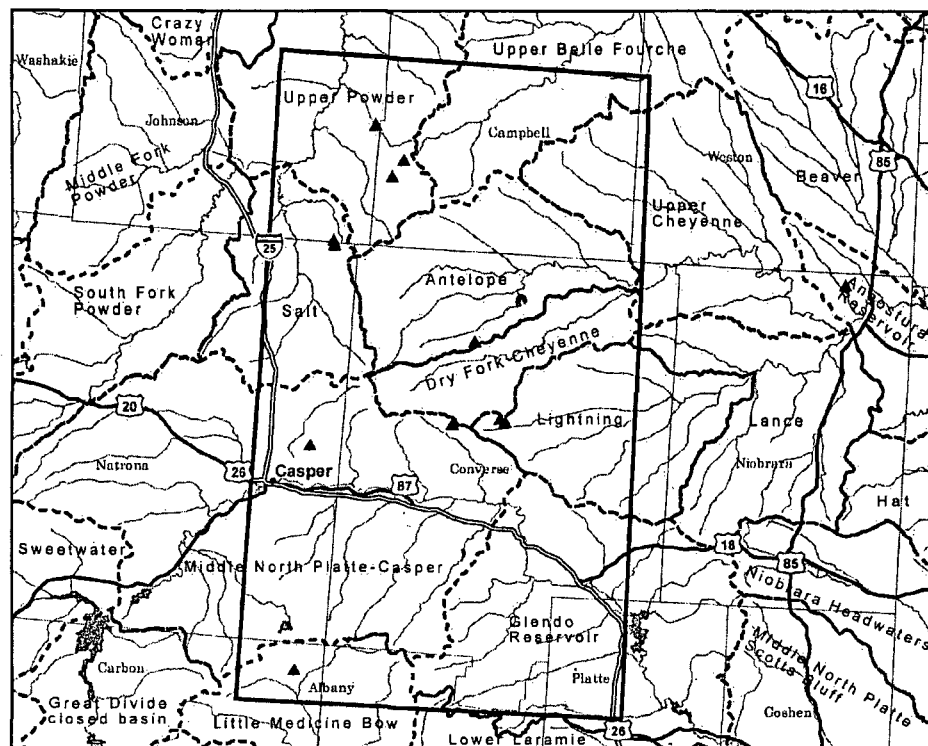 Crazy
Woman
Washakie
Upper Belle Fourche
16
Upper Powder
Johnson
Campbell
85
Middle Fork
Powder
Weston
Beaver
Upper
Cheyenne
25
South Fork
Powder
Salt
Antelope
Angostura
Reservoir
Dry Fork Cheyenne
20
Lightning
Lance
Natrona
26
Casper
87
Converse
Niobrara
Hat
Sweetwater
Middle North Platte-Casper
18
85
Niobrara Headwaters
Glendo
Reservoir
Middle North Platte
Scotts Bluff
Carbon
Albany
Platte
Great Divide
closed basin
Little Medicine Bow
Goshen
Lower Laramie
26